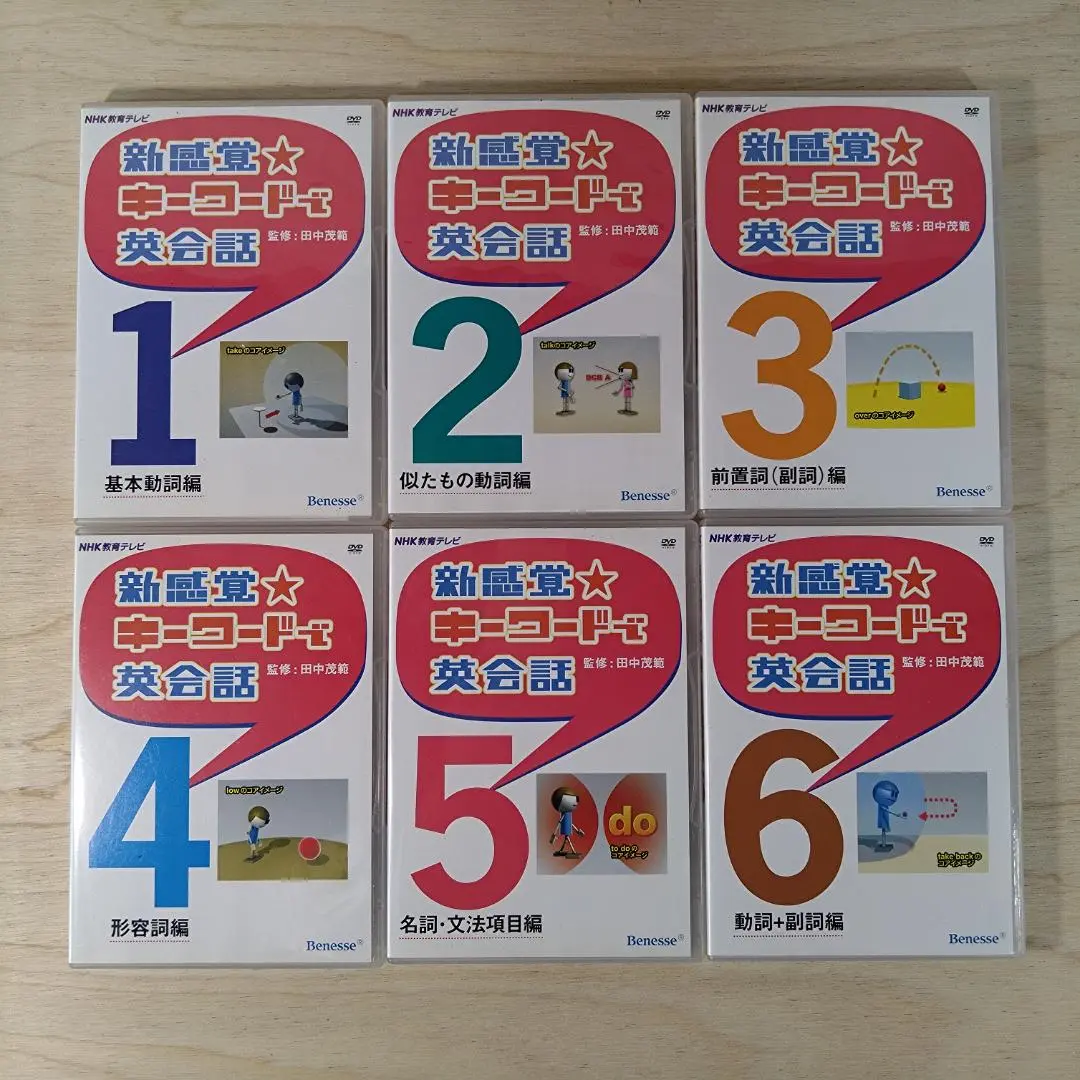 NHK教育テレビ
DVD
VIDEO
新感覚☆
キーワードで
英会話
監修:田中茂範
1
takeのコアイメージ
基本動詞編
Benesse®
NHK教育テレビ
DVD
VIDEO
新感覚☆
キーワードで
英会話
監修:田中茂範
2
talkのコアイメージ
似たもの動詞編
Benesse®
NHK教育テレビ
DVD
VIDEO
新感覚☆
キーワードで
英会話
監修:田中茂範
3
overのコアイメージ
前置詞(副詞)編
Benesse®
NHK教育テレビ
DVD
VIDEO
新感覚☆
キーワードで
英会話
監修:田中茂範
4
lowのコアイメージ
形容詞編
Benesse®
NHK教育テレビ
DVD
VIDEO
新感覚☆
キーワードで
英会話
監修:田中茂範
5
do
to doの
コアイメージ
名詞・文法項目編
Benesse®
NHK教育テレビ
DVD
VIDEO
新感覚☆
キーワードで
英会話
監修:田中茂範
6
take backの
コアイメージ
動詞+副詞編
Benesse®